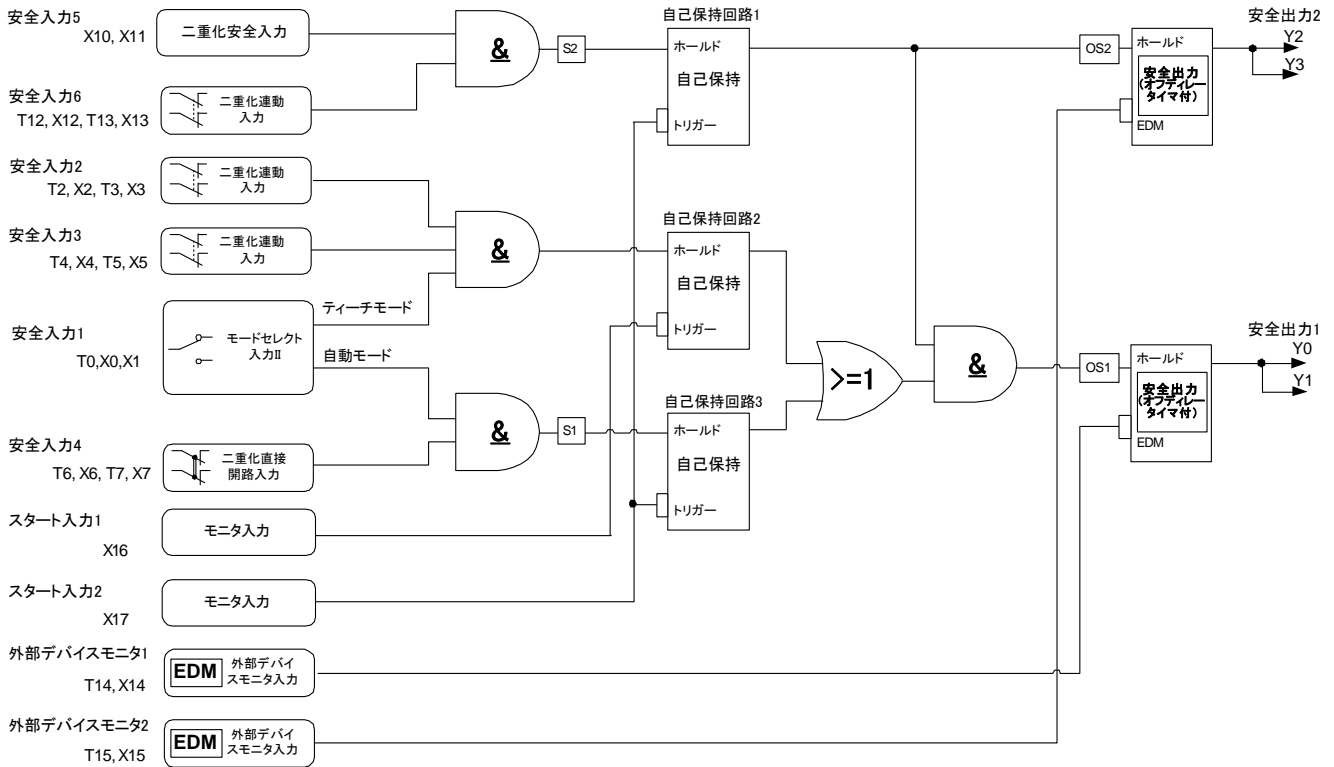 安全入力5
X10, X11
二重化安全入力
&
S2
自己保持回路1
ホールド
自己保持
トリガー
OS2
ホールド
安全出力
(オフディレー
タイマ付)
EDM
安全出力2
Y2
Y3
安全入力6
T12, X12, T13, X13
二重化連動
入力
安全入力2
T2, X2, T3, X3
二重化連動
入力
&
自己保持回路2
ホールド
自己保持
トリガー
安全入力3
T4, X4, T5, X5
二重化連動
入力
安全入力1
T0,X0,X1
モードセレクト
入力II
ティーチモード
自動モード
>=1
&
OS1
ホールド
安全出力
(オフディレー
タイマ付)
EDM
安全出力1
Y0
Y1
&
S1
自己保持回路3
ホールド
自己保持
トリガー
安全入力4
T6, X6, T7, X7
二重化直接
開路入力
スタート入力1
X16
モニタ入力
スタート入力2
X17
モニタ入力
外部デバイスモニタ1
T14, X14
EDM
外部デバイ
スモニタ入力
外部デバイスモニタ2
T15, X15
EDM
外部デバイ
スモニタ入力